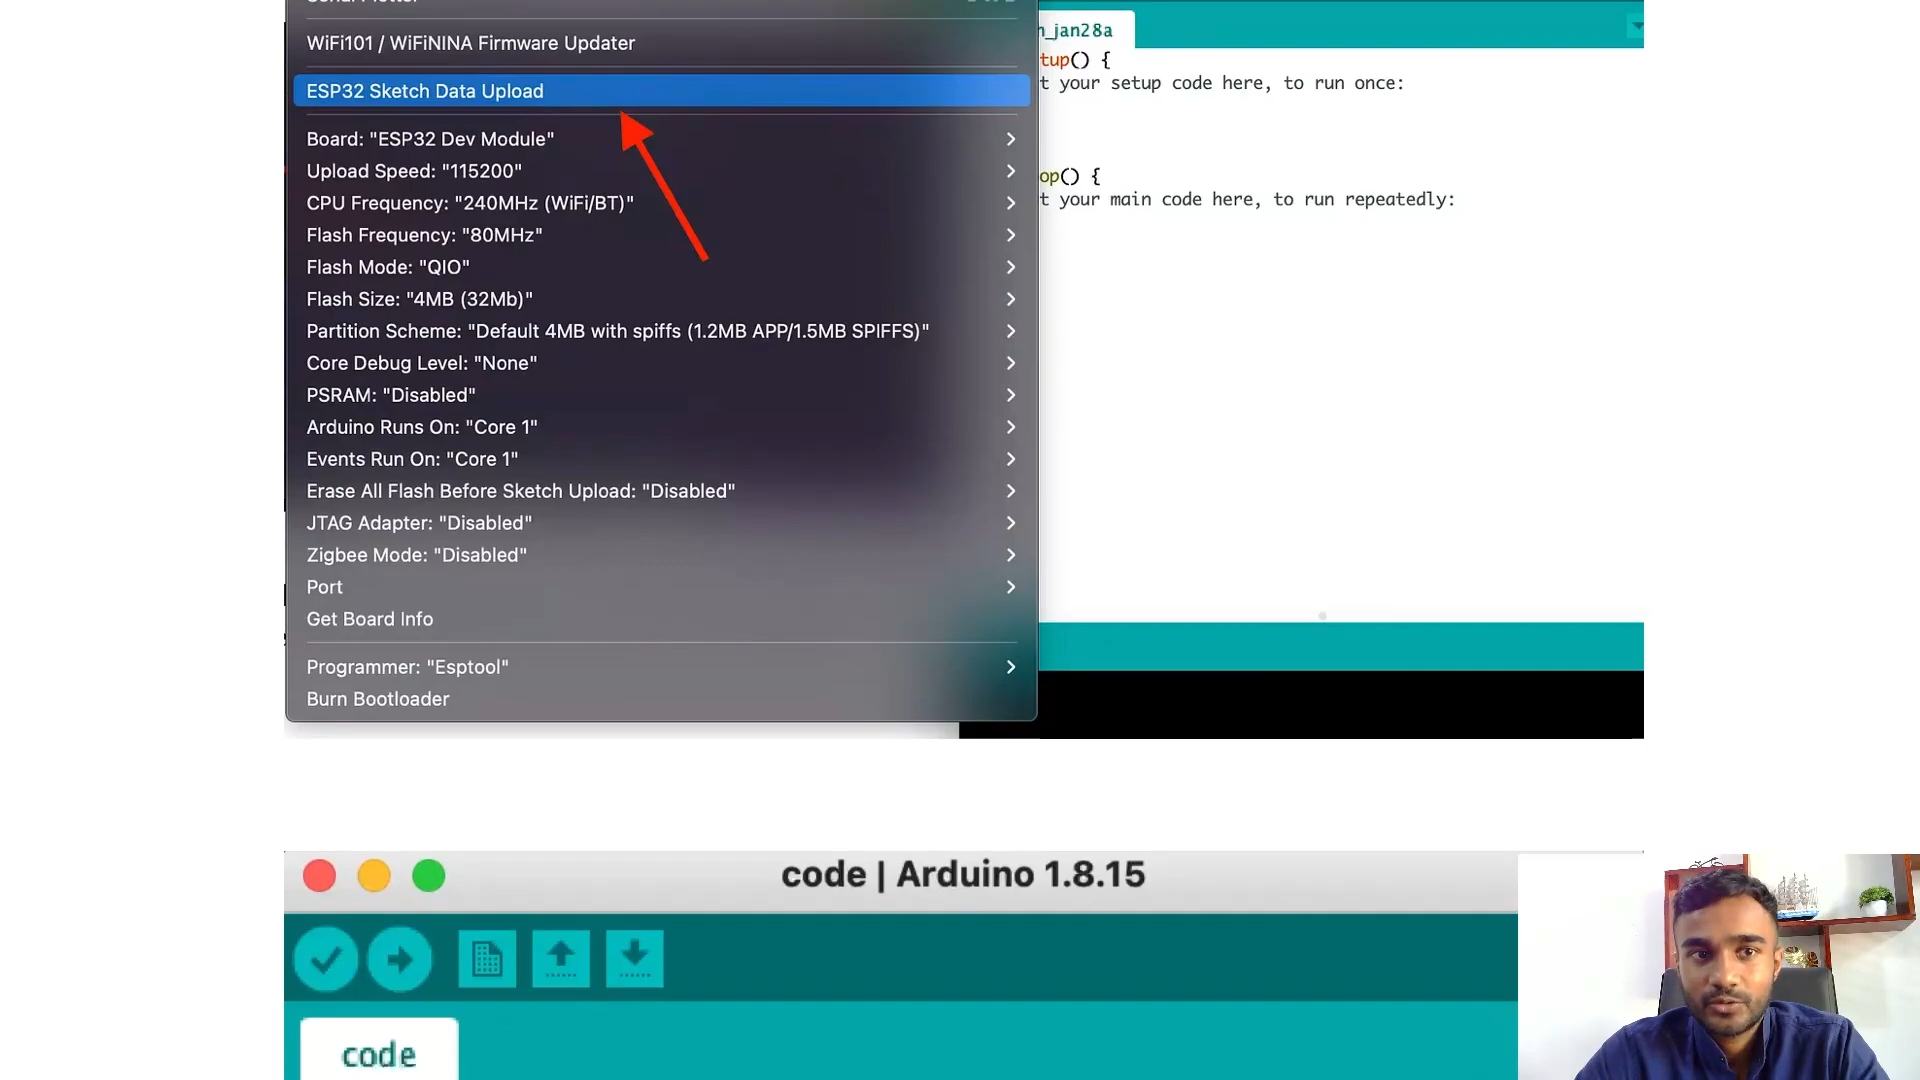 WiFi101 / WiFiNINA Firmware Updater
ESP32 Sketch Data Upload
Board: "ESP32 Dev Module"
Upload Speed: "115200"
CPU Frequency: "240MHz (WiFi/BT)"
Flash Frequency: "80MHz"
Flash Mode: "QIO"
Flash Size: "4MB (32Mb)"
Partition Scheme: "Default 4MB with spiffs (1.2MB APP/1.5MB SPIFFS)"
Core Debug Level: "None"
PSRAM: "Disabled"
Arduino Runs On: "Core 1"
Events Run On: "Core 1"
Erase All Flash Before Sketch Upload: "Disabled"
JTAG Adapter: "Disabled"
Zigbee Mode: "Disabled"
Port
Get Board Info
Programmer: "Esptool"
Burn Bootloader
n_jan28a
tup() {
t your setup code here, to run once:
op() {
t your main code here, to run repeatedly:
code | Arduino 1.8.15
code